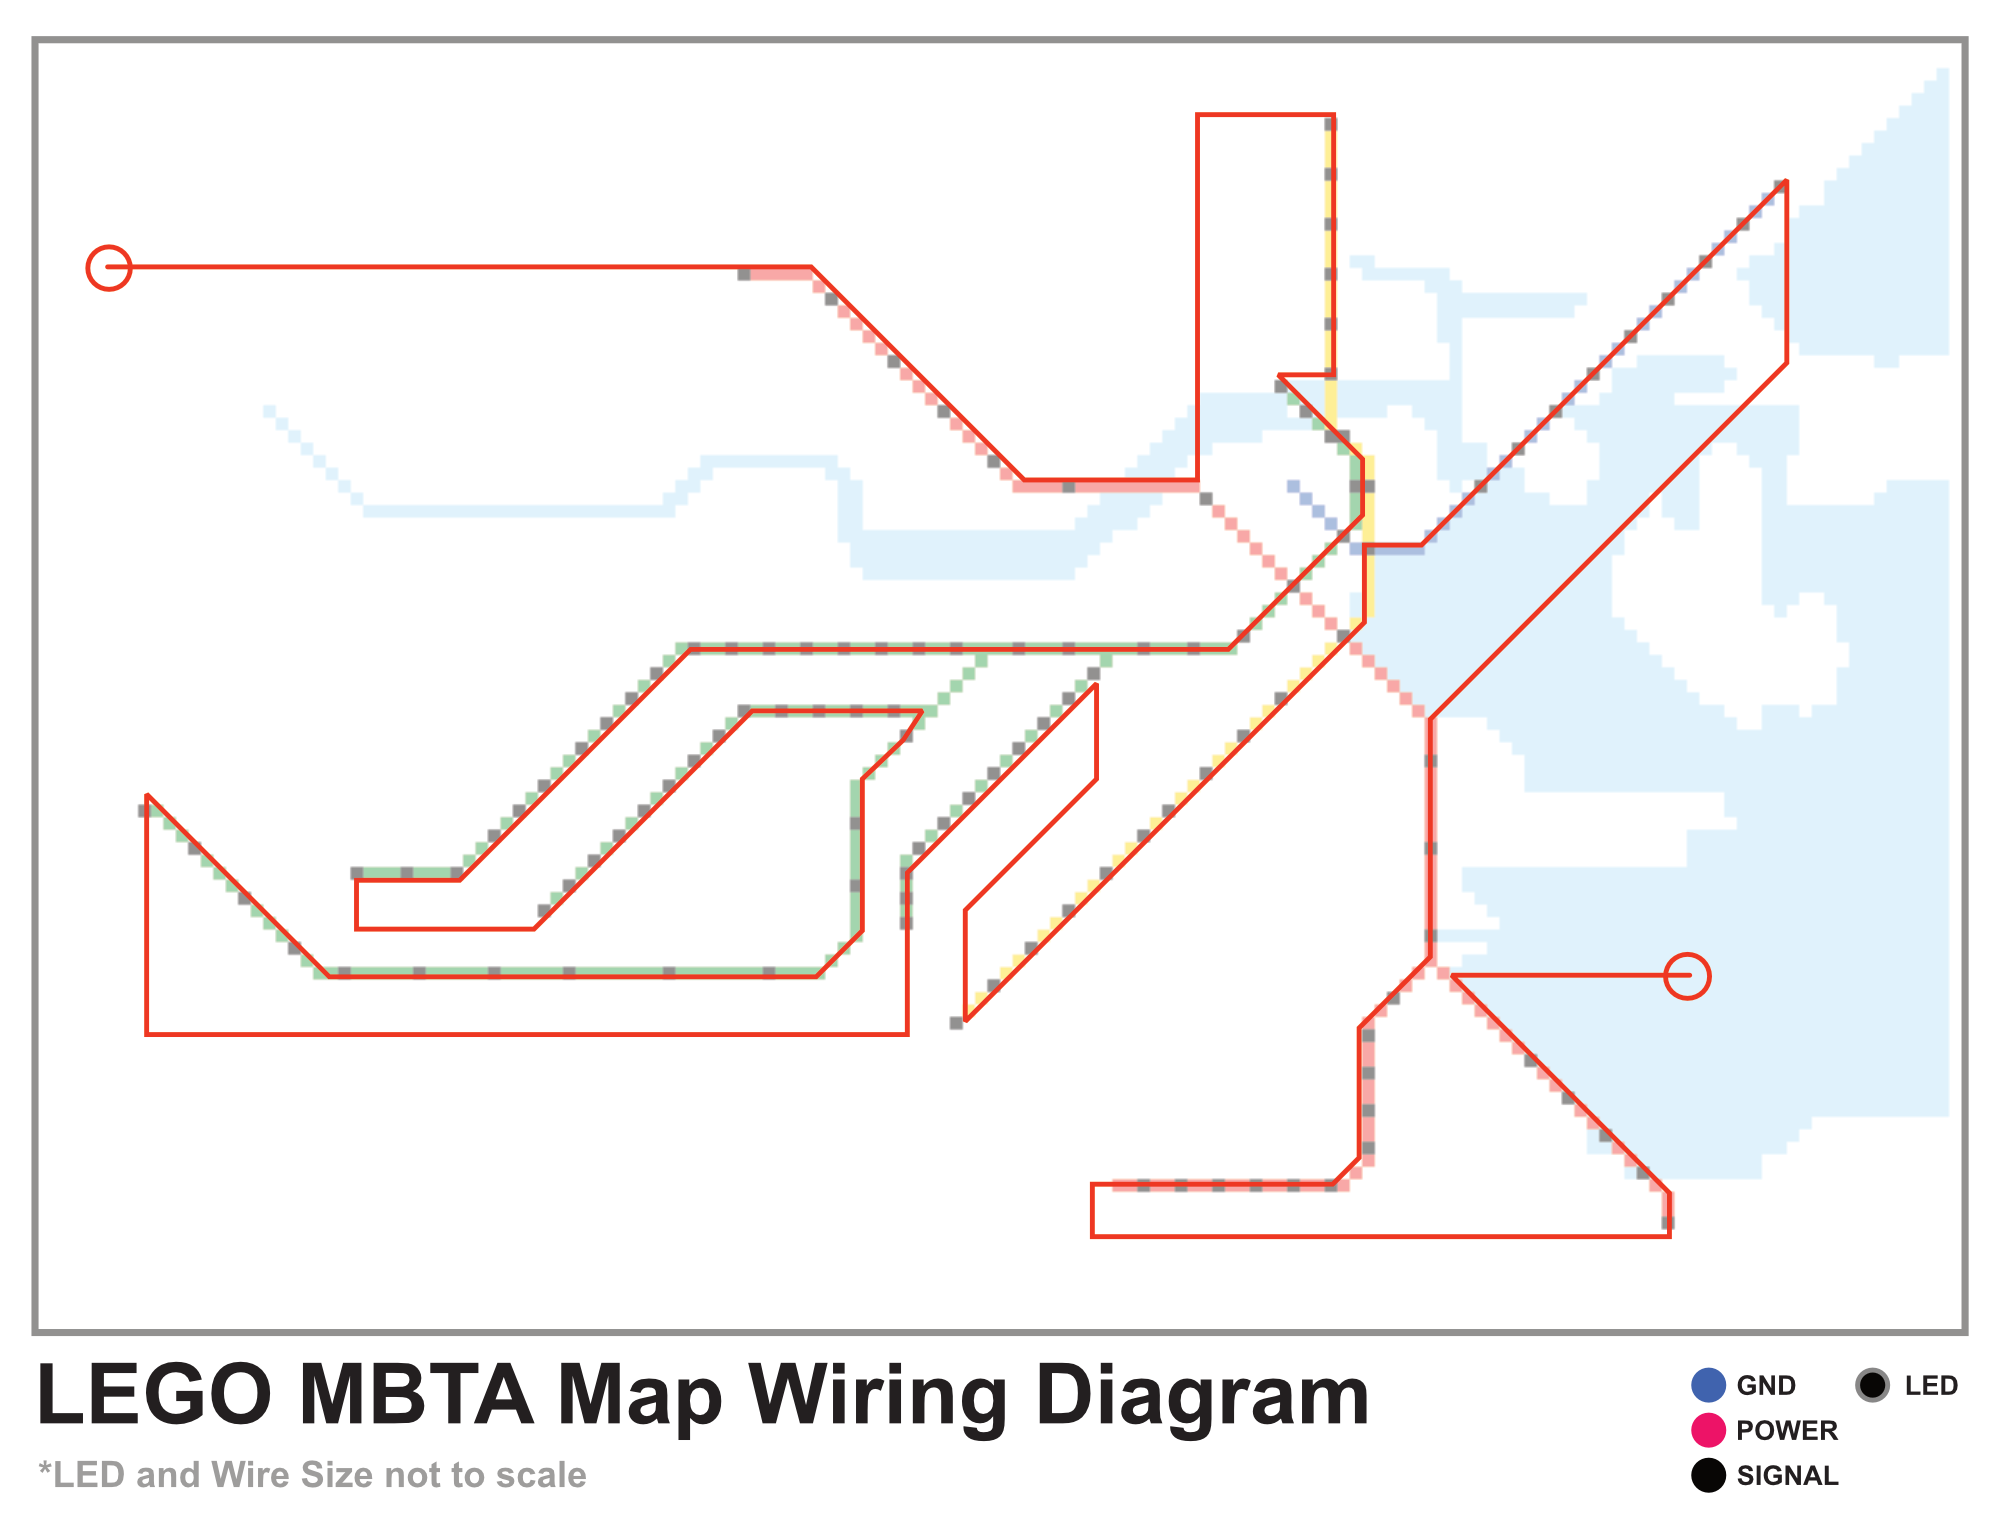 LEGO MBTA Map Wiring Diagram
*LED and Wire Size not to scale
GND
LED
POWER
SIGNAL